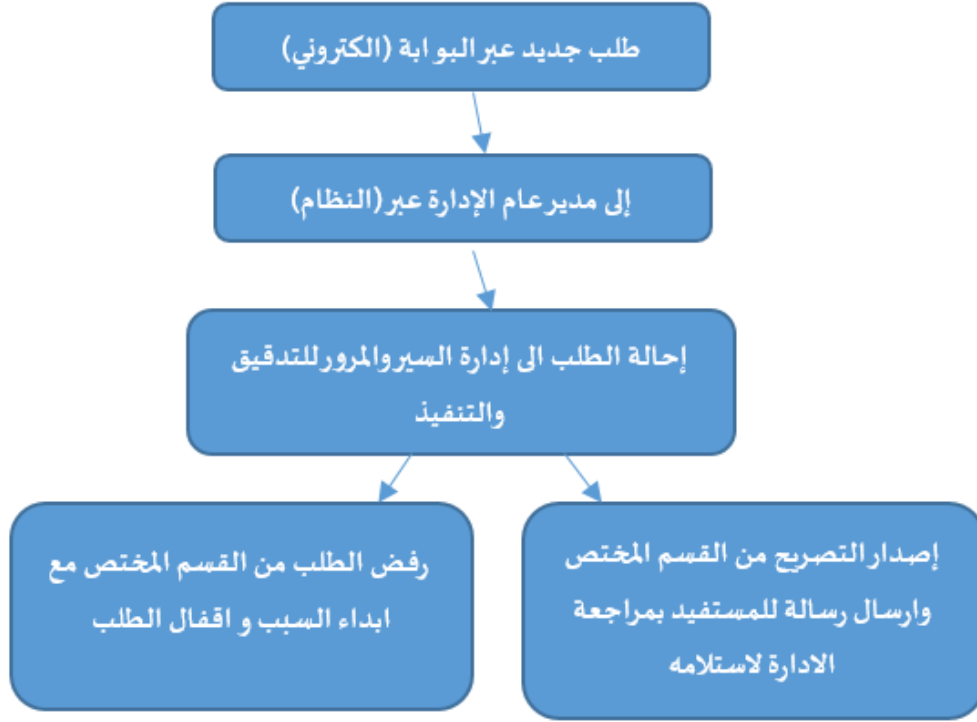 طلب جديد عبر البوابة (الكتروني)
إلى مدير عام الإدارة عبر (النظام)
إحالة الطلب الى إدارة السير والمرور للتدقيق
والتنفيذ
إصدار التصريح من القسم المختص
وارسال رسالة للمستفيد بمراجعة
الادارة لاستلامه
رفض الطلب من القسم المختص مع
ابداء السبب و اقفال الطلب